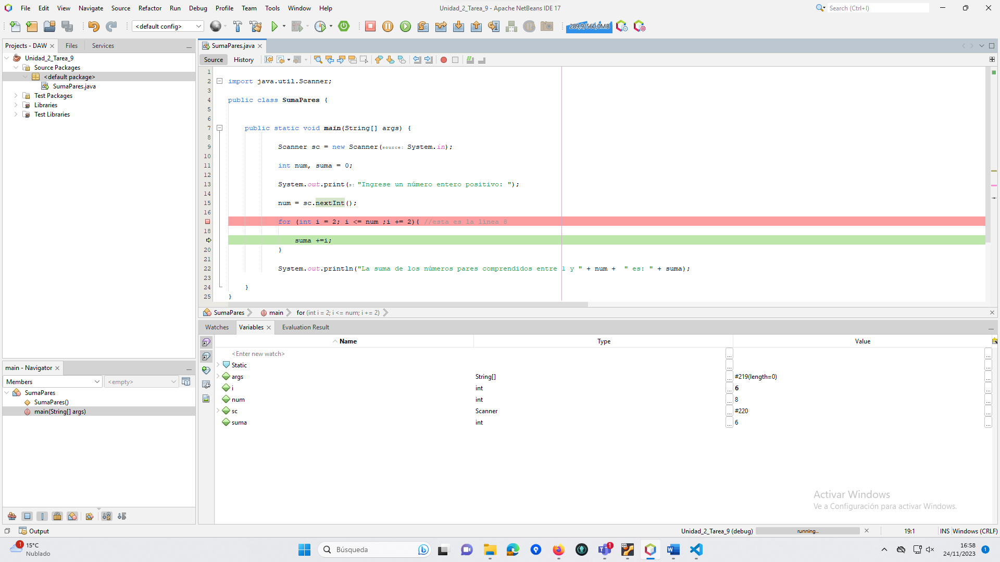 File Edit View Navigate Source Refactor Run Debug Profile Team Tools Window Help
Unidad_2_Tarea_9 - Apache NetBeans IDE 17
Search (Ctrl+I)
<default config>
289,9/560,0MB
Projects - DAW
Files
Services
Unidad_2_Tarea_9
Source Packages
<default package>
SumaPares.java
Test Packages
Libraries
Test Libraries
SumaPares.java
Source
History
1
2 import java.util.Scanner;
3
4 public class SumaPares {
5
6
7 public static void main(String[] args) {
8
9 Scanner sc = new Scanner(source: System.in);
10
11 int num, suma = 0;
12
13 System.out.print(s: "Ingrese un número entero positivo: ");
14
15 num = sc.nextInt();
16
for (int i = 2; i <= num ;i += 2){ //esta es la línea 8
18
suma +=i;
20 }
21
22 System.out.println("La suma de los números pares comprendidos entre 1 y " + num + " es: " + suma);
23
24 }
25 }
SumaPares
main
for (int i = 2; i <= num; i += 2)
Watches
Variables
Evaluation Result
Name Type Value
<Enter new watch>
Static
args String[] #219(length=0)
i int 6
num int 8
sc Scanner #220
suma int 6
main - Navigator
Members
<empty>
SumaPares
SumaPares()
main(String[] args)
Activar Windows
Ve a Configuración para activar Windows.
Output
Unidad_2_Tarea_9 (debug)
running...
19:1
INS
Windows (CRLF)
1
15°C
Nublado
Búsqueda
1
64
16:58
24/11/2023
1